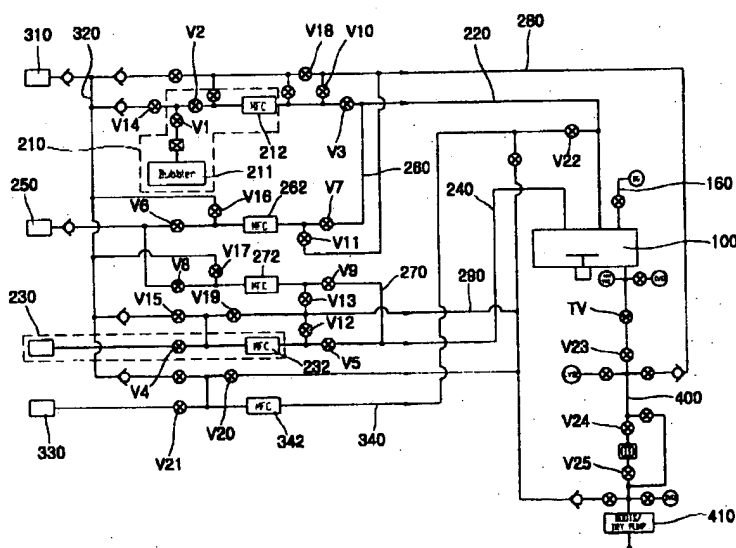 310
320
V2
V18
V10
280
220
V14
V1
MFC
V3
210
212
V22
Bubbler
211
260
V16
262
V7
240
160
250
V6
MFC
V11
100
V17
272
V8
V9
270
MFC
290
V15
V19
V13
TV
230
V12
V23
MFC
V4
232
V5
400
V20
V24
MFC
330
V21
342
340
V25
410
DRY PUMP